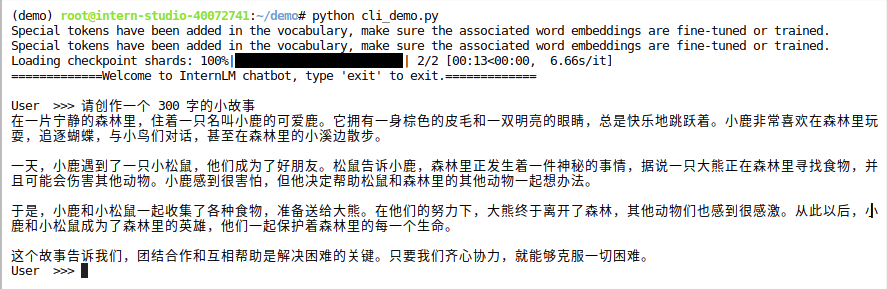 (demo) root@intern-studio-40072741:~/demo# python cli_demo.py
Special tokens have been added in the vocabulary, make sure the associated word embeddings are fine-tuned or trained.
Special tokens have been added in the vocabulary, make sure the associated word embeddings are fine-tuned or trained.
Loading checkpoint shards: 100%|██████████| 2/2 [00:13<00:00,  6.66s/it]
=============Welcome to InternLM chatbot, type 'exit' to exit.=============
User  >>> 请创作一个 300 字的小故事
在一片宁静的森林里，住着一只名叫小鹿的可爱鹿。它拥有一身棕色的皮毛和一双明亮的眼睛，总是快乐地跳跃着。小鹿非常喜欢在森林里玩
耍，追逐蝴蝶，与小鸟们对话，甚至在森林里的小溪边散步。
一天，小鹿遇到了一只小松鼠，他们成为了好朋友。松鼠告诉小鹿，森林里正发生着一件神秘的事情，据说一只大熊正在森林里寻找食物，并
且可能会伤害其他动物。小鹿感到很害怕，但他决定帮助松鼠和森林里的其他动物一起想办法。
于是，小鹿和小松鼠一起收集了各种食物，准备送给大熊。在他们的努力下，大熊终于离开了森林，其他动物们也感到很感激。从此以后，小
鹿和小松鼠成为了森林里的英雄，他们一起保护着森林里的每一个生命。
这个故事告诉我们，团结合作和互相帮助是解决困难的关键。只要我们齐心协力，就能够克服一切困难。
User  >>>